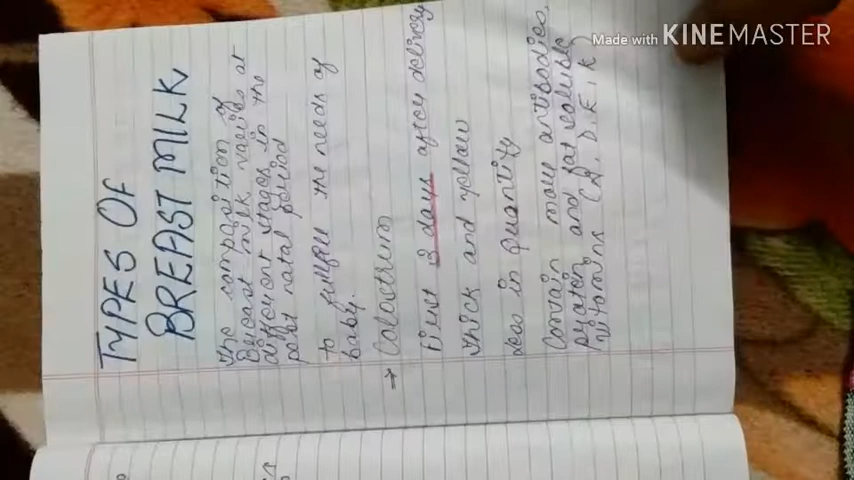 TYPES OF
BREAST MILK
The composition of
Breast milk varies at
different stages in the
post natal period
to fulfill the needs of
baby.
→ Colostrum
First 3 days after delivery
Thick and yellow
less in quantity
Contain more antibodies,
protein and fat soluble
vitamins (A, D, E, K)
Made with KINEMASTER